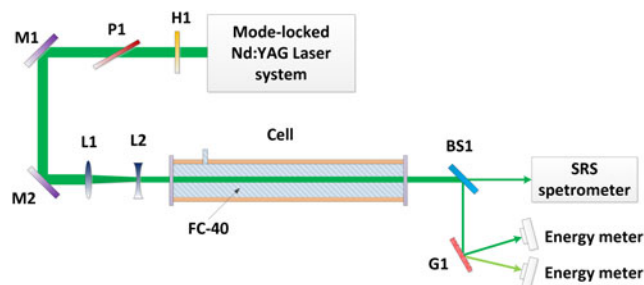 M1
P1
H1
Mode-locked
Nd:YAG Laser
system
M2
L1
L2
Cell
FC-40
BS1
SRS
spetrometer
G1
Energy meter
Energy meter